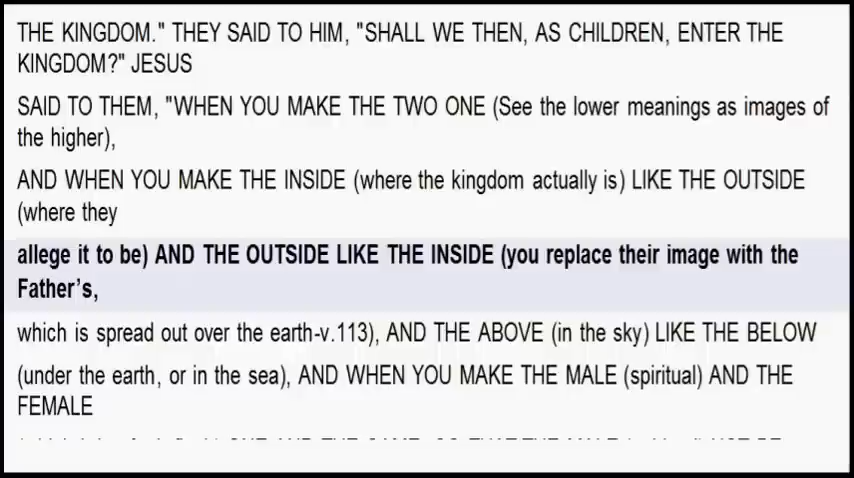 THE KINGDOM." THEY SAID TO HIM, "SHALL WE THEN, AS CHILDREN, ENTER THE
KINGDOM?" JESUS
SAID TO THEM, "WHEN YOU MAKE THE TWO ONE (See the lower meanings as images of
the higher),
AND WHEN YOU MAKE THE INSIDE (where the kingdom actually is) LIKE THE OUTSIDE
(where they
allege it to be) AND THE OUTSIDE LIKE THE INSIDE (you replace their image with the
Father's,
which is spread out over the earth-v.113), AND THE ABOVE (in the sky) LIKE THE BELOW
(under the earth, or in the sea), AND WHEN YOU MAKE THE MALE (spiritual) AND THE
FEMALE